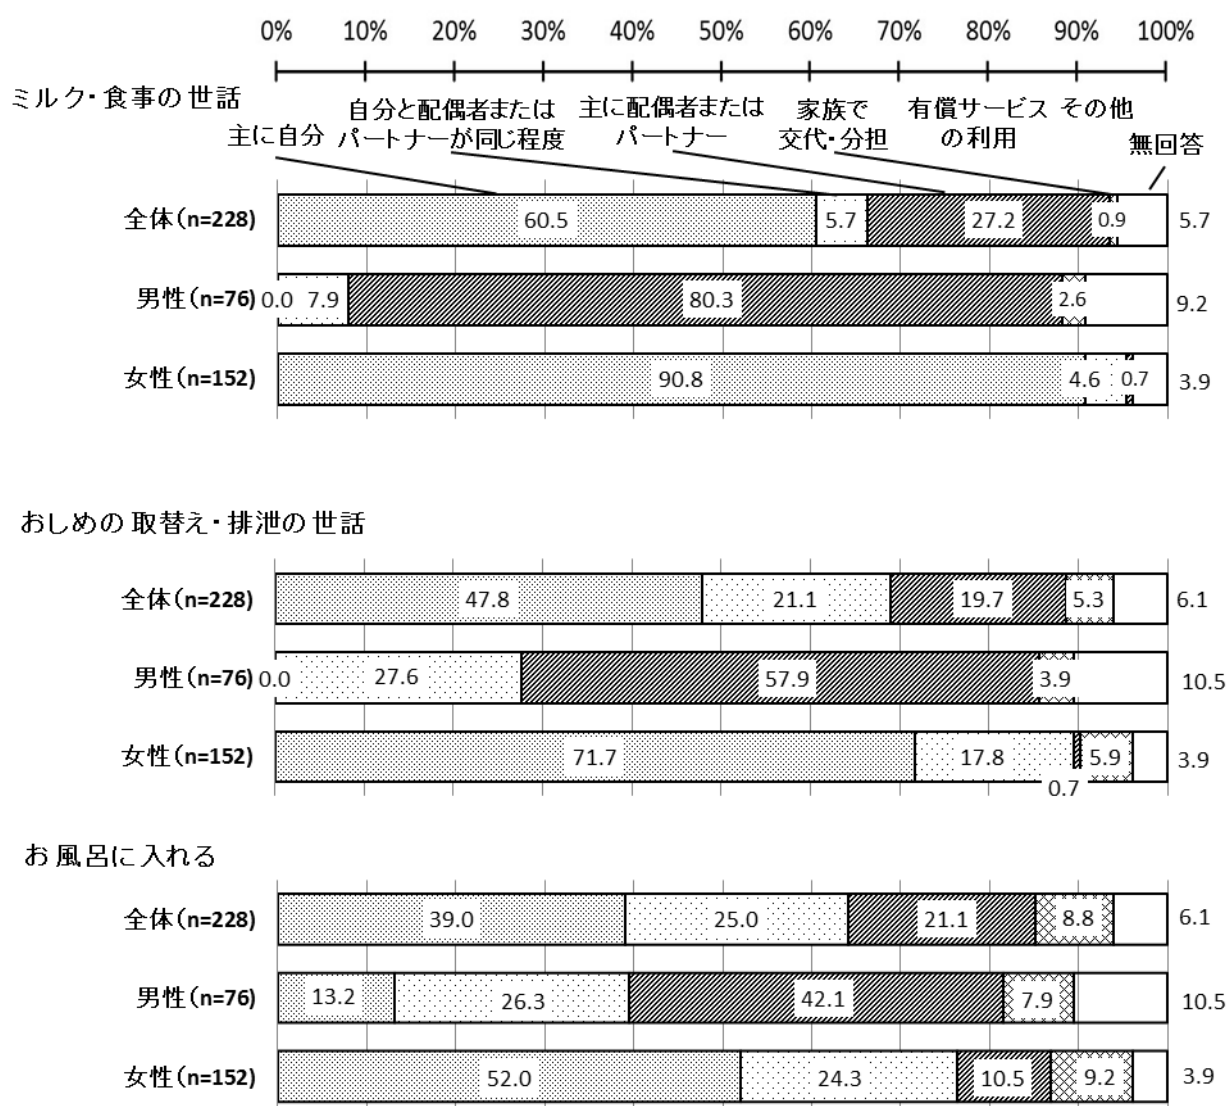 0% 10% 20% 30% 40% 50% 60% 70% 80% 90% 100%
ミルク・食事の世話
主に自分
自分と配偶者または
パートナーが同じ程度
主に配偶者または
パートナー
家族で
交代・分担
有償サービス
の利用
その他
無回答
全体(n=228) 60.5 5.7 27.2 0.9 5.7
男性(n=76) 0.0 7.9 80.3 2.6 9.2
女性(n=152) 90.8 4.6 0.7 3.9
おしめの取替え・排泄の世話
全体(n=228) 47.8 21.1 19.7 5.3 6.1
男性(n=76) 0.0 27.6 57.9 3.9 10.5
女性(n=152) 71.7 17.8 0.7 5.9 3.9
お風呂に入れる
全体(n=228) 39.0 25.0 21.1 8.8 6.1
男性(n=76) 13.2 26.3 42.1 7.9 10.5
女性(n=152) 52.0 24.3 10.5 9.2 3.9